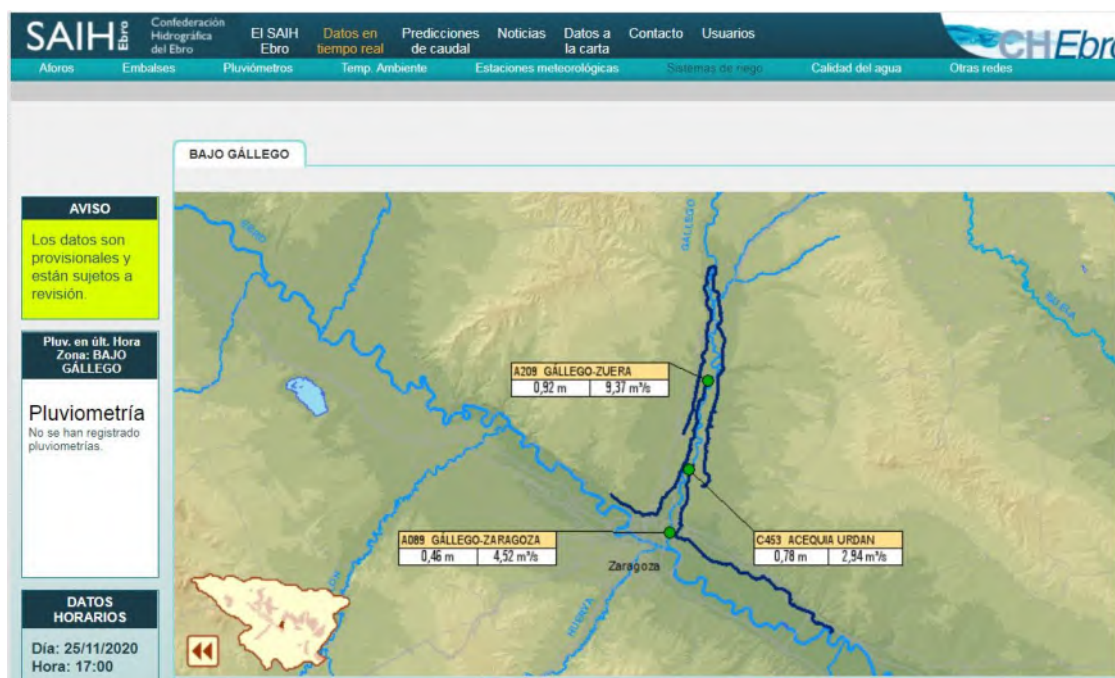 SAIH Ebro
Confederación
Hidrográfica
del Ebro
El SAIH
Ebro
Datos en
tiempo real
Predicciones
de caudal
Noticias
Datos a
la carta
Contacto
Usuarios
CHEbro
Aforos Embalses Pluviómetros Temp. Ambiente Estaciones meteorológicas Sistemas de riego Calidad del agua Otras redes
BAJO GÁLLEGO
AVISO
Los datos son
provisionales y
están sujetos a
revisión.
Pluv. en últ. Hora
Zona: BAJO
GÁLLEGO
Pluviometría
No se han registrado
pluviometrías.
DATOS
HORARIOS
Día: 25/11/2020
Hora: 17:00
EBRO
GÁLLEGO
A209 GÁLLEGO-ZUERA
0,92 m 9,37 m³/s
A089 GÁLLEGO-ZARAGOZA
0,46 m 4,52 m³/s
C453 ACEQUIA URDAN
0,78 m 2,94 m³/s
Zaragoza
HUERVA